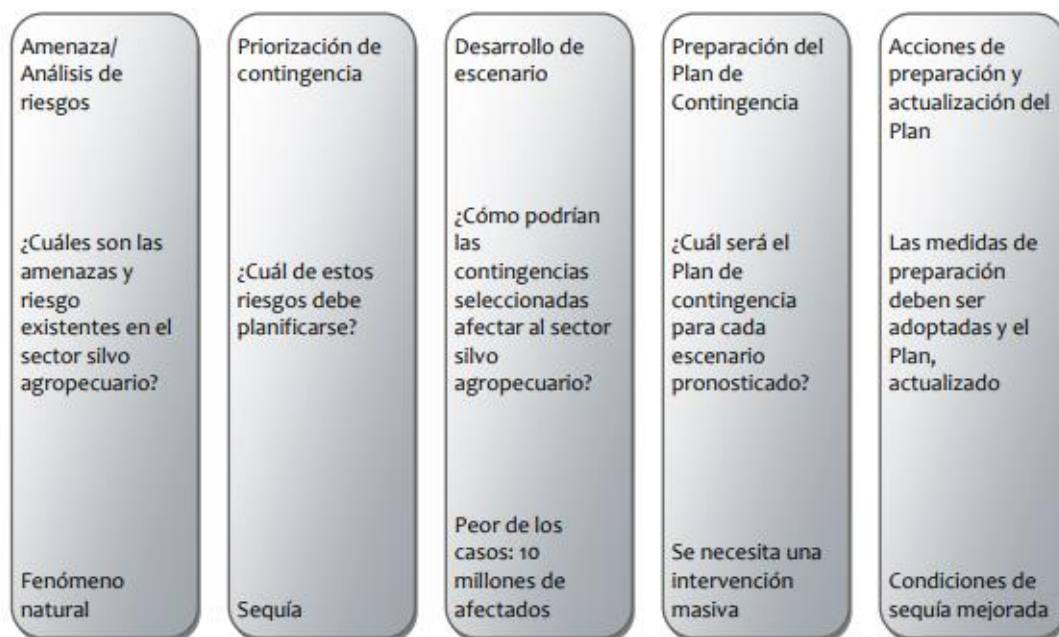 Amenaza/
Análisis de
riesgos
¿Cuáles son las
amenazas y
riesgo
existentes en el
sector silvo
agropecuario?
Fenómeno
natural
Priorización de
contingencia
¿Cuál de estos
riesgos debe
planificarse?
Sequía
Desarrollo de
escenario
¿Cómo podrían
las
contingencias
seleccionadas
afectar al sector
silvo
agropecuario?
Peor de los
casos: 10
millones de
afectados
Preparación del
Plan de
Contingencia
¿Cuál será el
Plan de
contingencia
para cada
escenario
pronosticado?
Se necesita una
intervención
masiva
Acciones de
preparación y
actualización del
Plan
Las medidas de
preparación
deben ser
adoptadas y el
Plan,
actualizado
Condiciones de
sequía mejorada